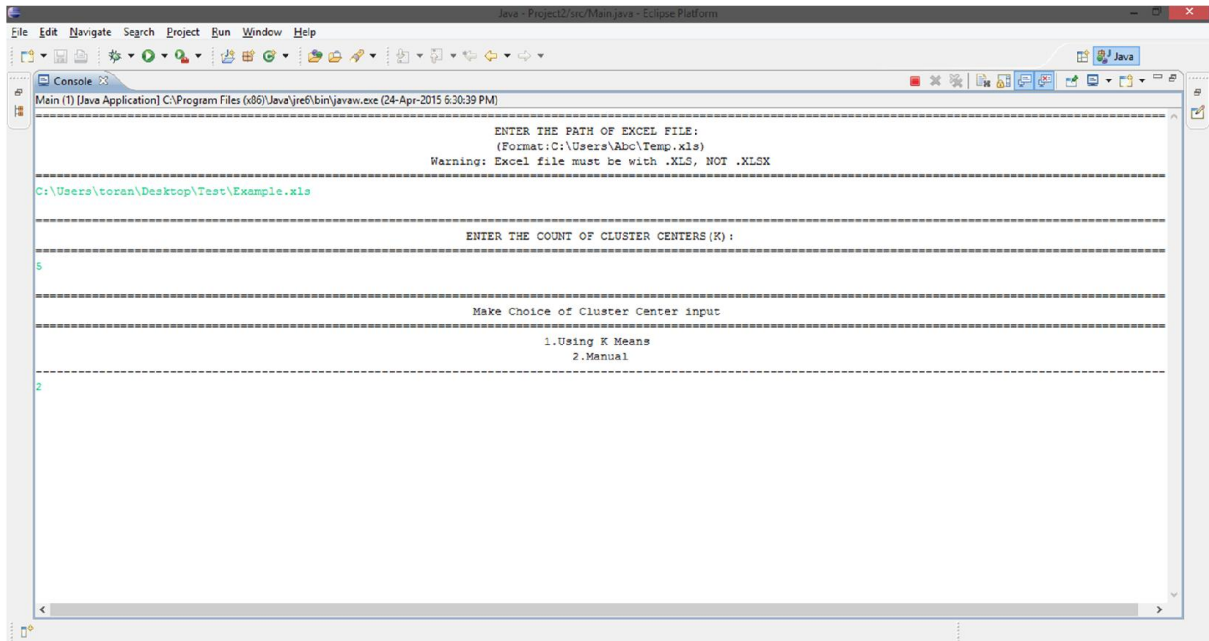 Java - Project2/src/Main.java - Eclipse Platform
File Edit Navigate Search Project Run Window Help
Java
Console
Main (1) [Java Application] C:\Program Files (x86)\Java\jre6\bin\javaw.exe (24-Apr-2015 6:30:39 PM)
ENTER THE PATH OF EXCEL FILE:
(Format:C:\Users\Abc\Temp.xls)
Warning: Excel file must be with .XLS, NOT .XLSX
C:\Users\toran\Desktop\Test\Example.xls
ENTER THE COUNT OF CLUSTER CENTERS(K):
5
Make Choice of Cluster Center input
1.Using K Means
2.Manual
2